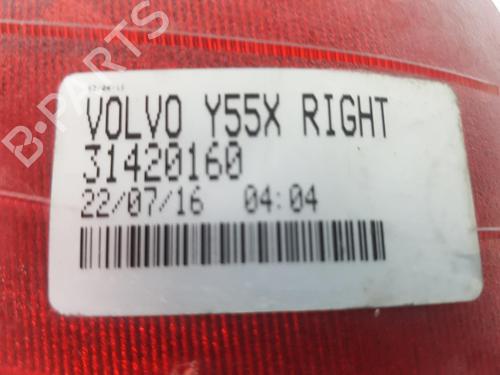 VOLVO Y55X RIGHT
31420160
22/07/16 04:04
B-PARTS